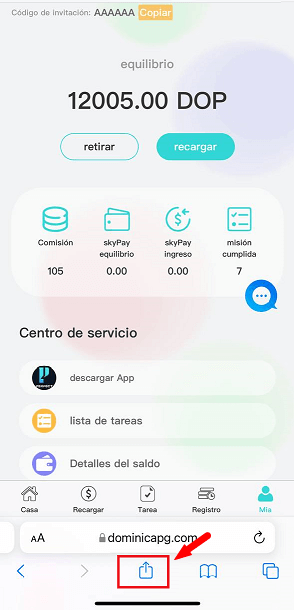 Código de invitación: AAAAAA Copiar
equilibrio
12005.00 DOP
retirar
recargar
Comisión
skyPay
equilibrio
skyPay
ingreso
misión
cumplida
105
0.00
0.00
7
Centro de servicio
descargar App
lista de tareas
Detalles del saldo
Casa
Recargar
Tarea
Registro
Mia
AA
dominicapg.com